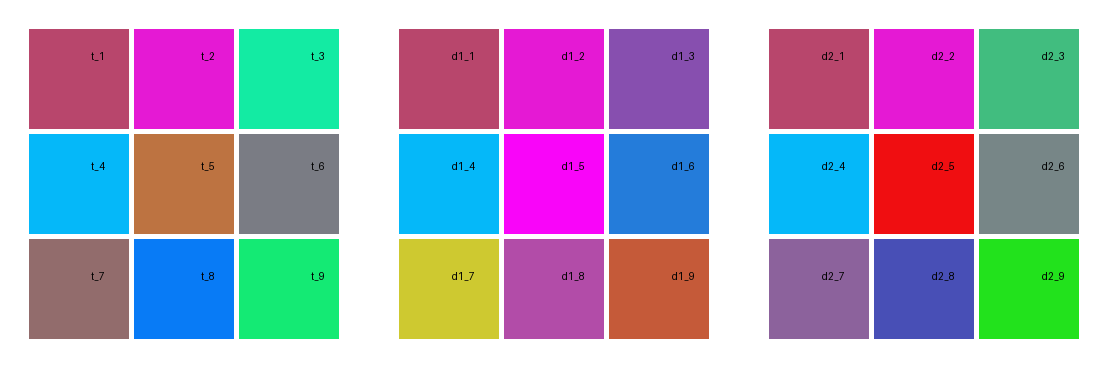 t_1 t_2 t_3 d1_1 d1_2 d1_3 d2_1 d2_2 d2_3
t_4 t_5 t_6 d1_4 d1_5 d1_6 d2_4 d2_5 d2_6
t_7 t_8 t_9 d1_7 d1_8 d1_9 d2_7 d2_8 d2_9